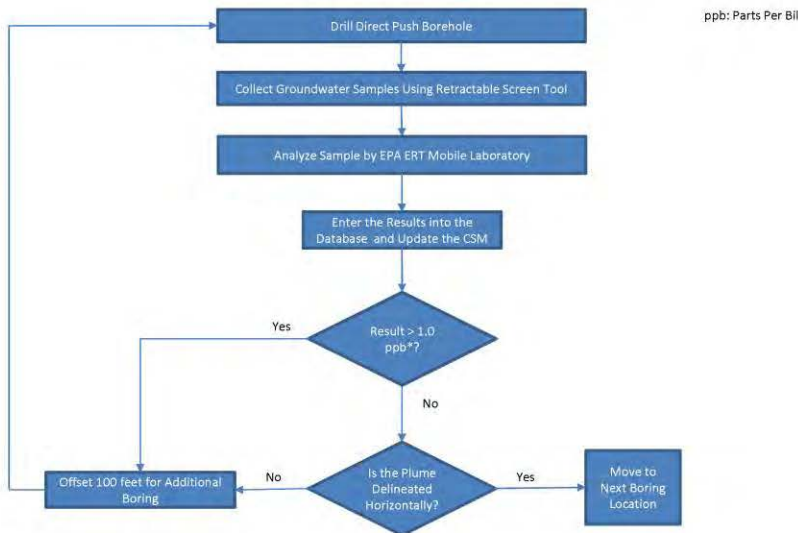 Drill Direct Push Borehole
ppb: Parts Per Bil
Collect Groundwater Samples Using Retractable Screen Tool
Analyze Sample by EPA ERT Mobile Laboratory
Enter the Results into the
Database and Update the CSM
Yes
Result > 1.0
ppb*?
No
Offset 100 feet for Additional
Boring
No
Is the Plume
Delineated
Horizontally?
Yes
Move to
Next Boring
Location